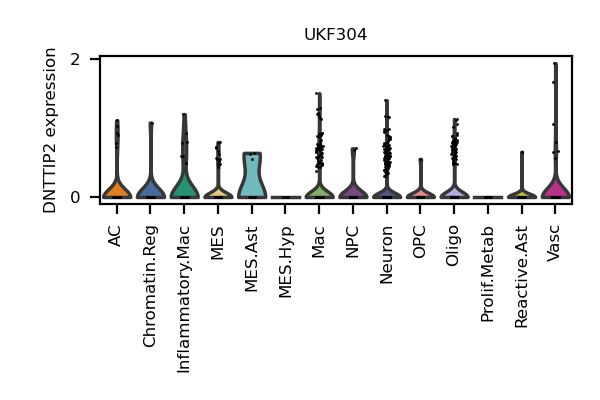 UKF304
DNTTIP2 expression
2
0
AC
Chromatin.Reg
Inflammatory.Mac
MES
MES.Ast
MES.Hyp
Mac
NPC
Neuron
OPC
Oligo
Prolif.Metab
Reactive.Ast
Vasc